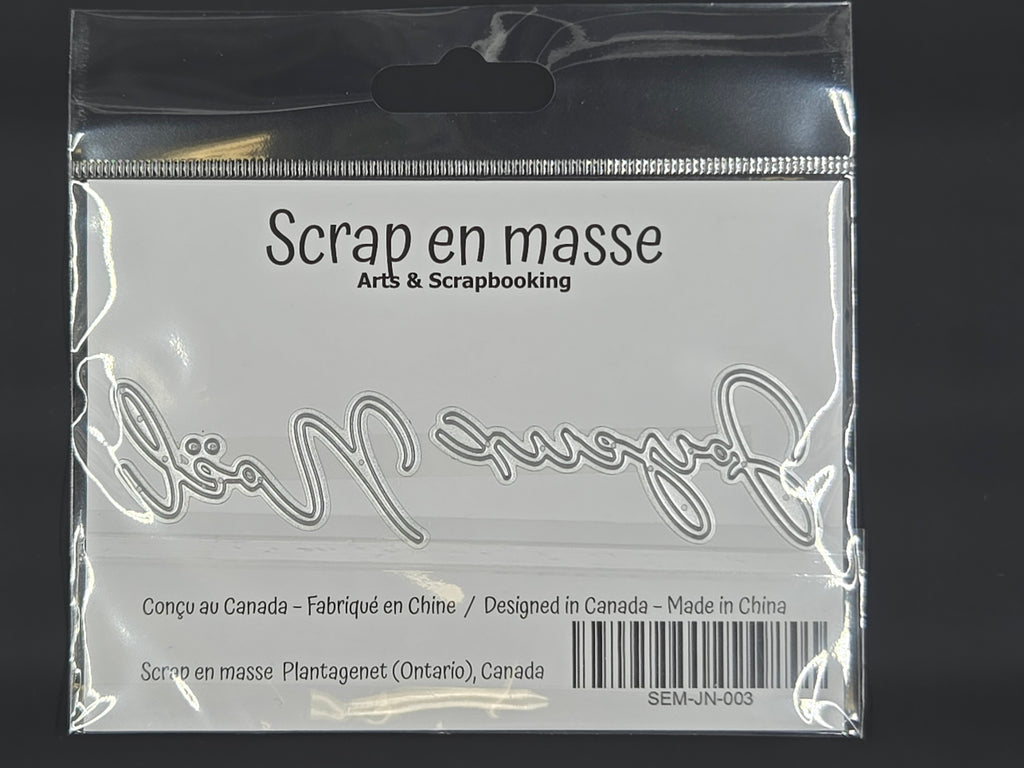 Scrap en masse
Arts & Scrapbooking
Joyeux Noël
Conçu au Canada – Fabriqué en Chine / Designed in Canada – Made in China
Scrap en masse Plantagenet (Ontario), Canada
SEM-JN-003